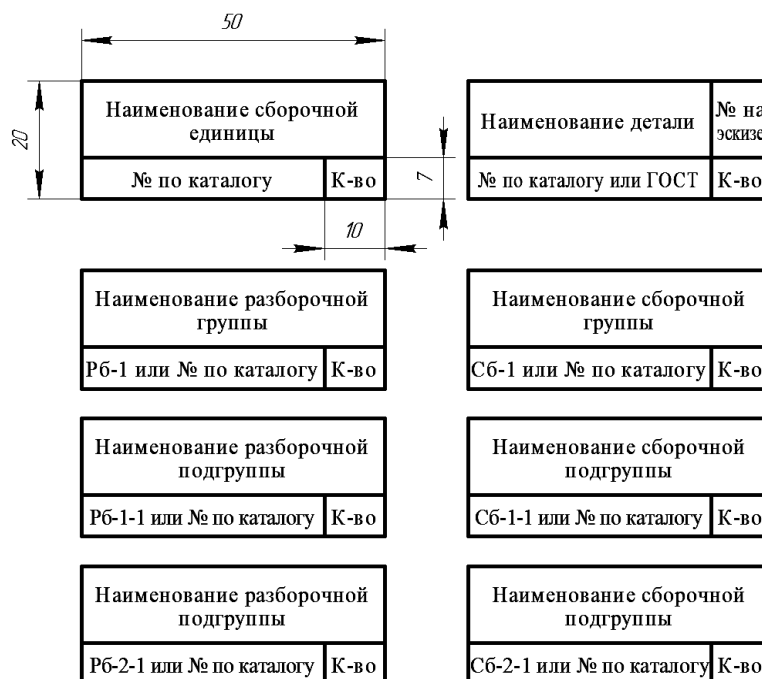 50
20
Наименование сборочной
единицы
№ по каталогу
К-во
7
10
Наименование детали
№ на
эскизе
№ по каталогу или ГОСТ
К-во
Наименование разборочной
группы
Рб-1 или № по каталогу
К-во
Наименование сборочной
группы
Сб-1 или № по каталогу
К-во
Наименование разборочной
подгруппы
Рб-1-1 или № по каталогу
К-во
Наименование сборочной
подгруппы
Сб-1-1 или № по каталогу
К-во
Наименование разборочной
подгруппы
Рб-2-1 или № по каталогу
К-во
Наименование сборочной
подгруппы
Сб-2-1 или № по каталогу
К-во